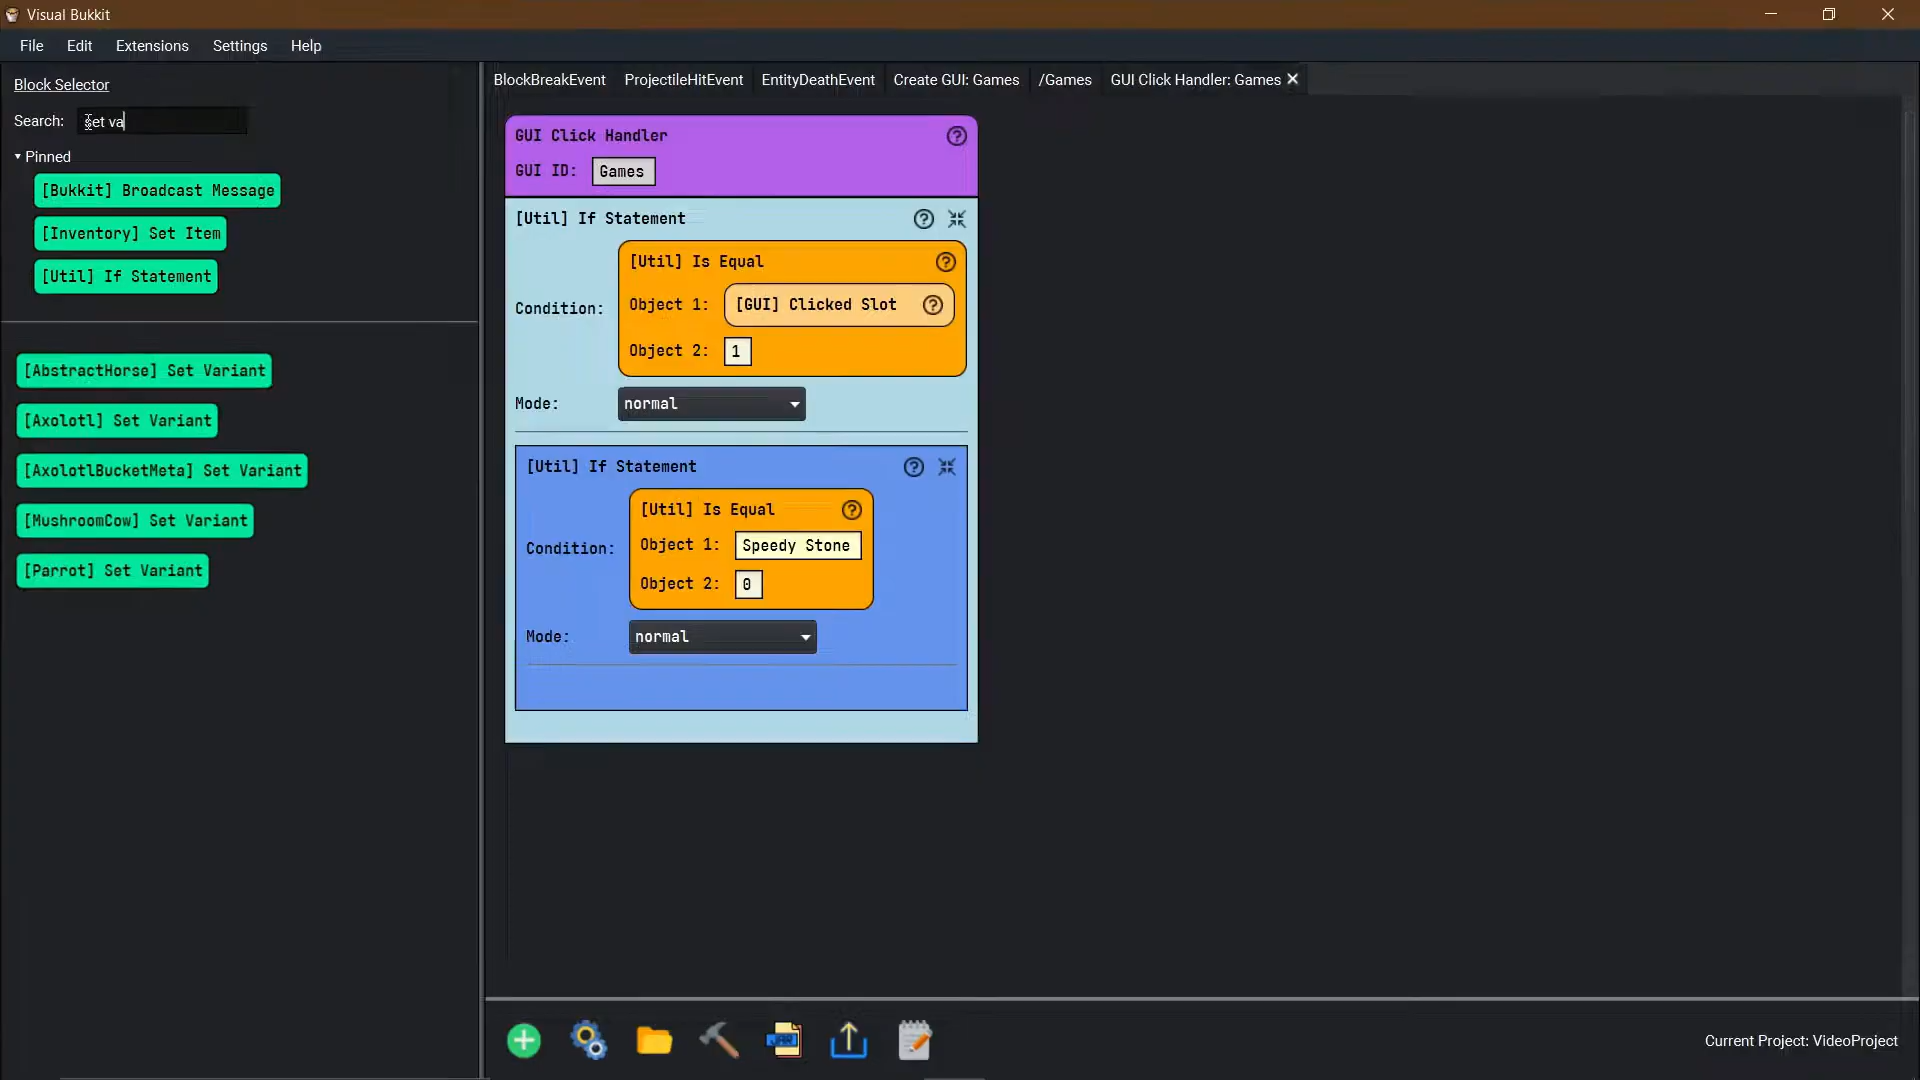 Visual Bukkit
File Edit Extensions Settings Help
Block Selector
Search: set va
Pinned
[Bukkit] Broadcast Message
[Inventory] Set Item
[Util] If Statement
[AbstractHorse] Set Variant
[Axolotl] Set Variant
[AxolotlBucketMeta] Set Variant
[MushroomCow] Set Variant
[Parrot] Set Variant
BlockBreakEvent ProjectileHitEvent EntityDeathEvent Create GUI: Games /Games GUI Click Handler: Games
GUI Click Handler
GUI ID: Games
[Util] If Statement
Condition:
[Util] Is Equal
Object 1: [GUI] Clicked Slot
Object 2: 1
Mode: normal
[Util] If Statement
Condition:
[Util] Is Equal
Object 1: Speedy Stone
Object 2: 0
Mode: normal
JAR
Current Project: VideoProject